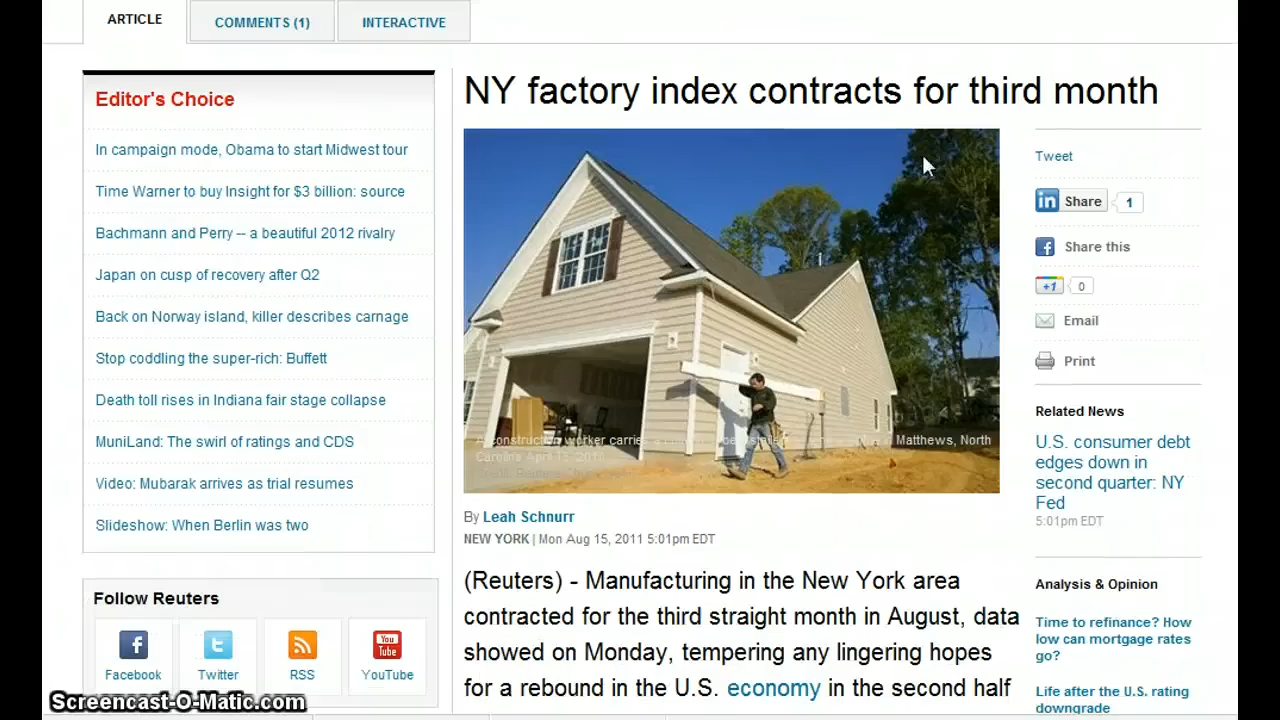 ARTICLE
COMMENTS (1)
INTERACTIVE
Editor's Choice
In campaign mode, Obama to start Midwest tour
Time Warner to buy Insight for $3 billion: source
Bachmann and Perry -- a beautiful 2012 rivalry
Japan on cusp of recovery after Q2
Back on Norway island, killer describes carnage
Stop coddling the super-rich: Buffett
Death toll rises in Indiana fair stage collapse
MuniLand: The swirl of ratings and CDS
Video: Mubarak arrives as trial resumes
Slideshow: When Berlin was two
Follow Reuters
Facebook
Twitter
RSS
You Tube
YouTube
NY factory index contracts for third month
A construction worker carries Matthews, North
Carolina April 13, 2011.
By Leah Schnurr
NEW YORK | Mon Aug 15, 2011 5:01pm EDT
(Reuters) - Manufacturing in the New York area
contracted for the third straight month in August, data
showed on Monday, tempering any lingering hopes
for a rebound in the U.S. economy in the second half
Tweet
in Share 1
f Share this
+1 0
Email
Print
Related News
U.S. consumer debt
edges down in
second quarter: NY
Fed
5:01pm EDT
Analysis & Opinion
Time to refinance? How
low can mortgage rates
go?
Life after the U.S. rating
downgrade
Screencast-O-Matic.com